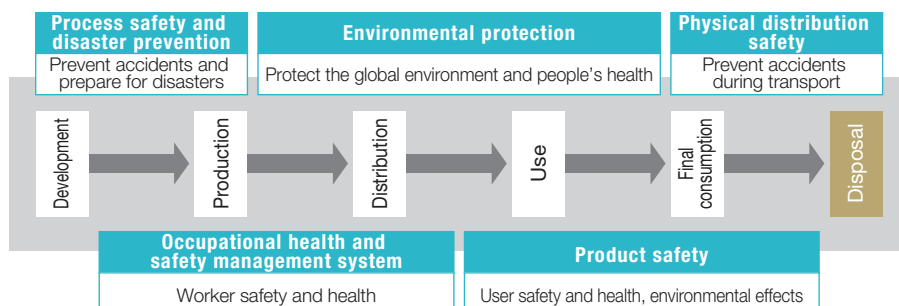 Process safety and
disaster prevention
Prevent accidents and
prepare for disasters
Environmental protection
Protect the global environment and people's health
Physical distribution
safety
Prevent accidents
during transport
Development
Production
Distribution
Use
Final
consumption
Disposal
Occupational health and
safety management system
Worker safety and health
Product safety
User safety and health, environmental effects